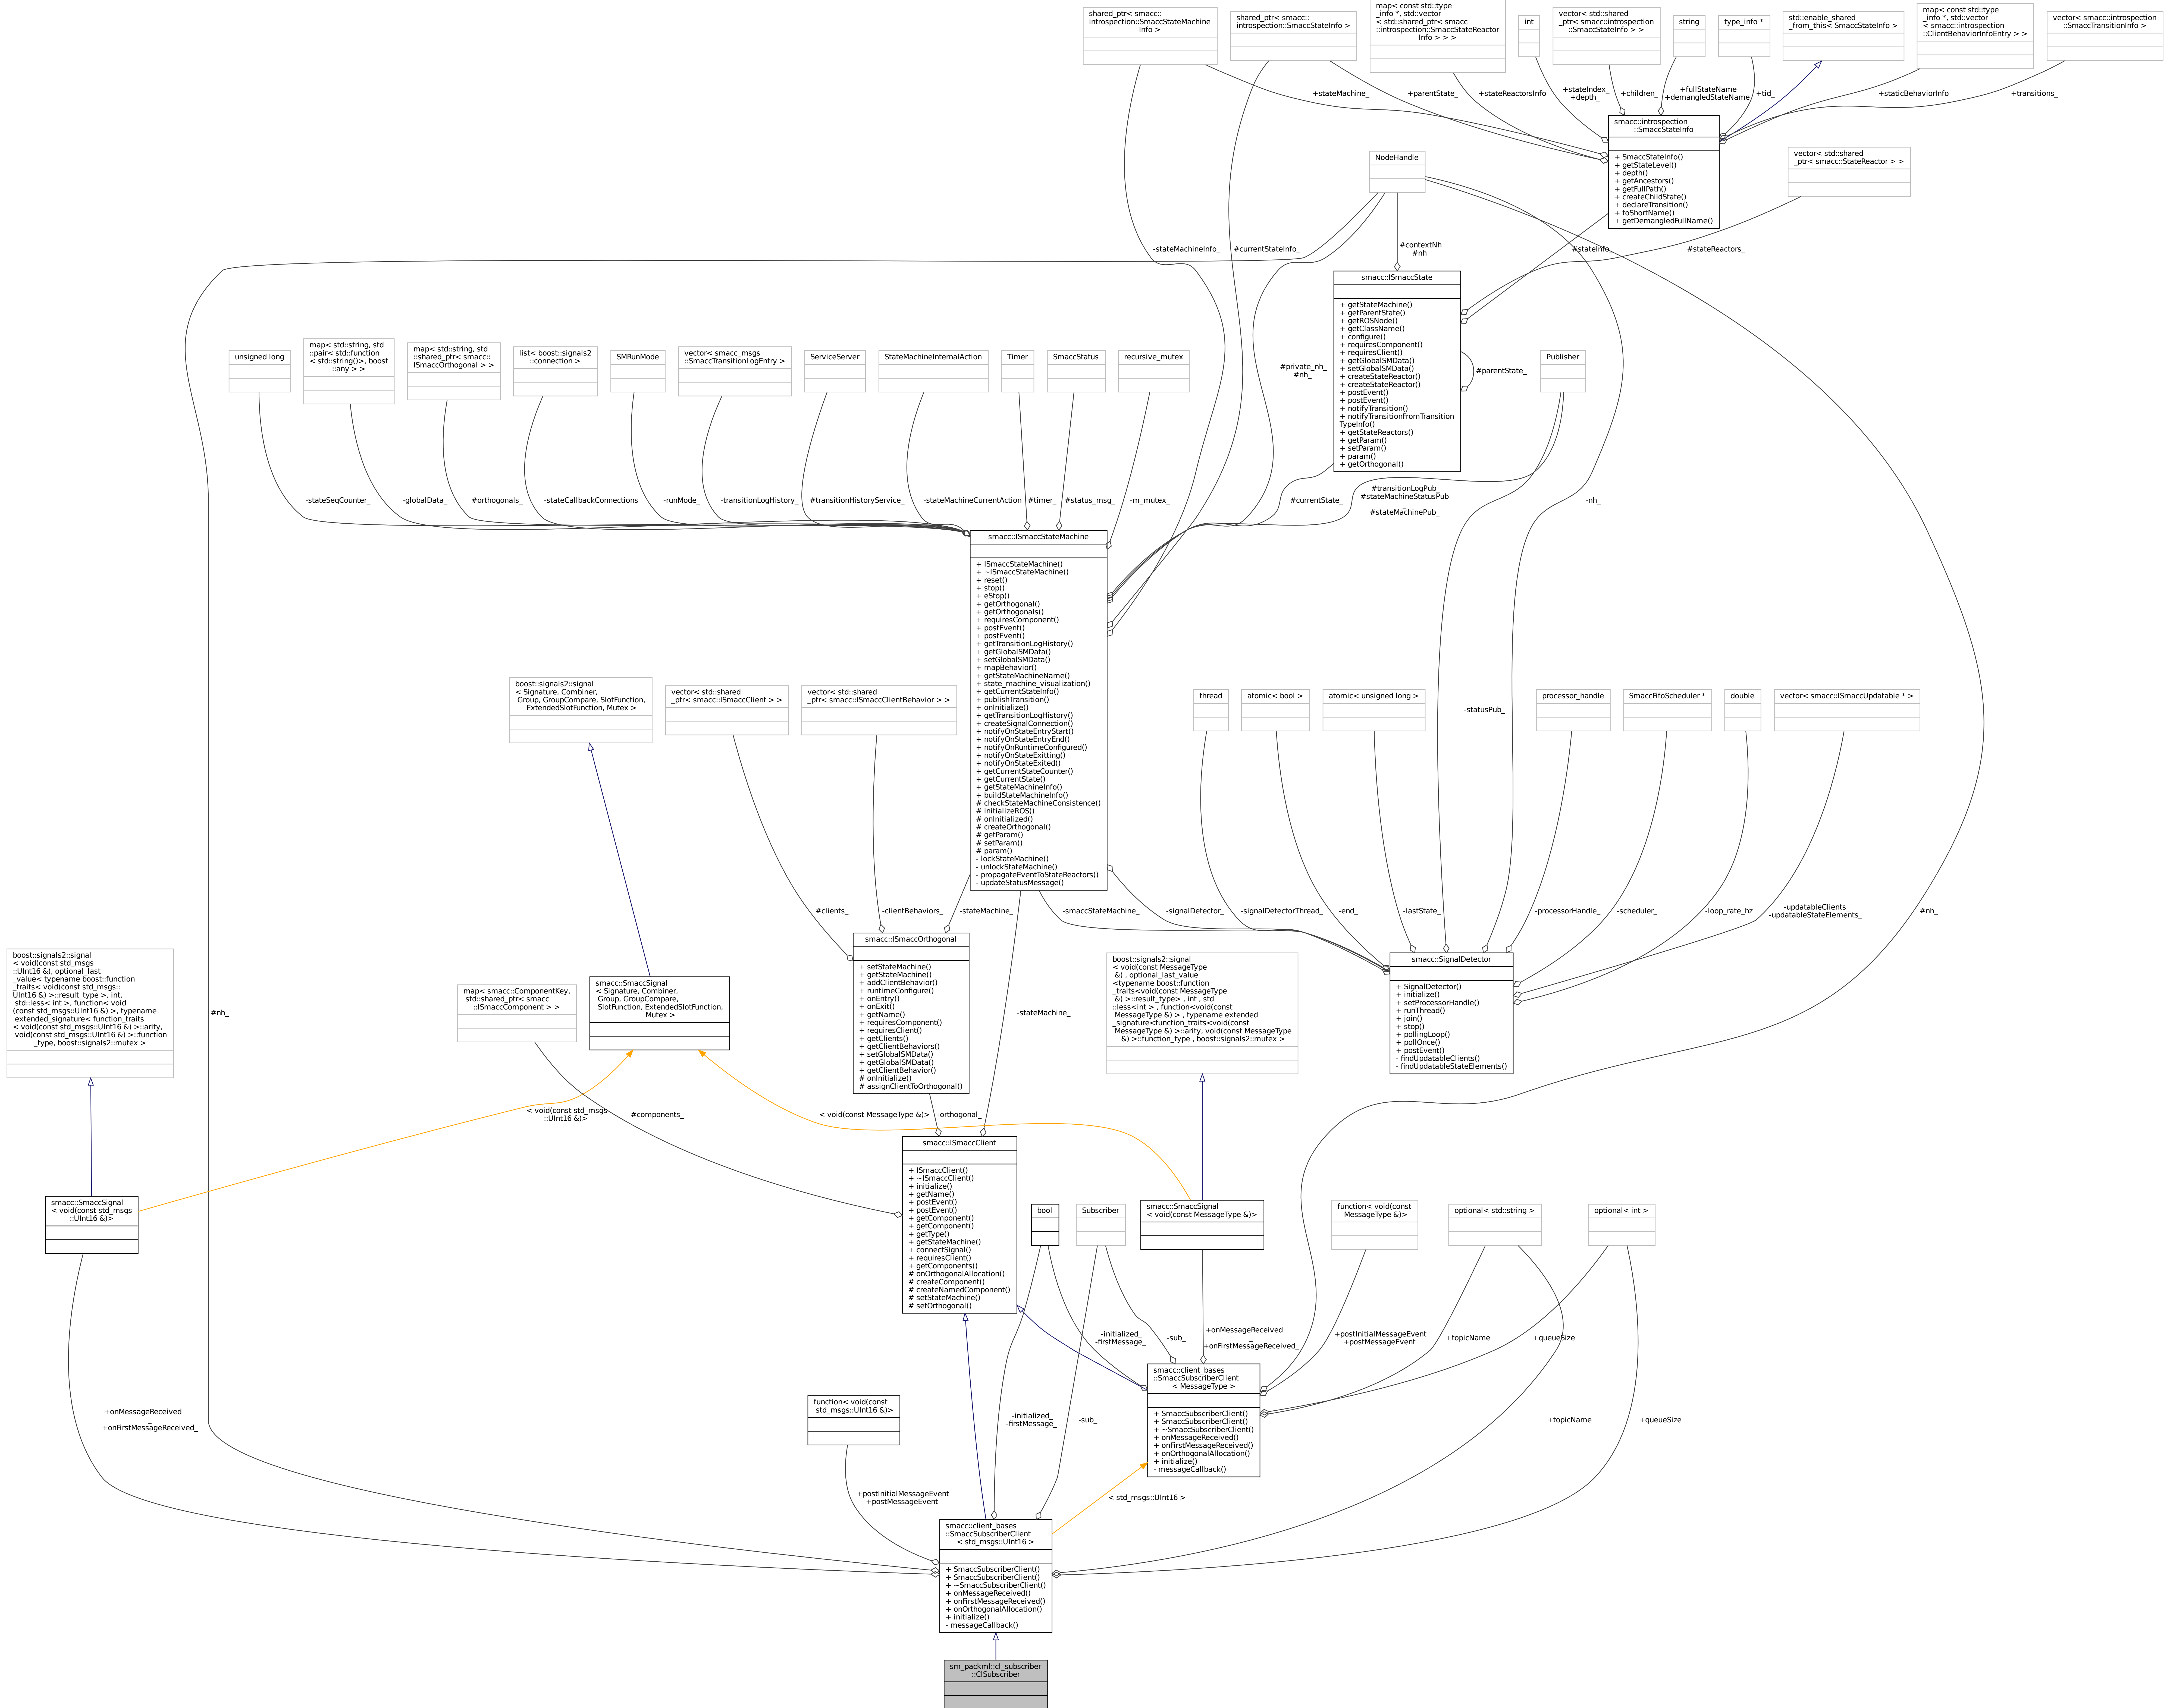 shared_ptr< smacc::
introspection::SmaccStateMachine
Info >
shared_ptr< smacc::
introspection::SmaccStateInfo >
map< const std::type
_info *, std::vector
< std::shared_ptr< smacc
::introspection::SmaccStateReactor
Info > > >
int
vector< std::shared
_ptr< smacc::introspection
::SmaccStateInfo > >
string
type_info *
std::enable_shared
_from_this< SmaccStateInfo >
map< const std::type
_info *, std::vector
< smacc::introspection
::ClientBehaviorInfoEntry > >
vector< smacc::introspection
::SmaccTransitionInfo >
+stateMachine_
+parentState_
+stateReactorsInfo
+stateIndex_
+depth_
+children_
+fullStateName
+demangledStateName
+tid_
+staticBehaviorInfo
+transitions_
smacc::introspection
::SmaccStateInfo
+ SmaccStateInfo()
+ getStateLevel()
+ depth()
+ getAncestors()
+ getFullPath()
+ createChildState()
+ declareTransition()
+ toShortName()
+ getDemangledFullName()
NodeHandle
vector< std::shared
_ptr< smacc::StateReactor > >
-stateMachineInfo_
#currentStateInfo_
#contextNh
#nh
#stateInfo_
#stateReactors_
smacc::ISmaccState
+ getStateMachine()
+ getParentState()
+ getROSNode()
+ getClassName()
+ configure()
+ requiresComponent()
+ requiresClient()
+ getGlobalSMData()
+ setGlobalSMData()
+ createStateReactor()
+ createStateReactor()
+ postEvent()
+ postEvent()
+ notifyTransition()
+ notifyTransitionFromTransition
TypeInfo()
+ getStateReactors()
+ getParam()
+ setParam()
+ param()
+ getOrthogonal()
#parentState_
#private_nh_
#nh_
Publisher
unsigned long
map< std::string, std
::pair< std::function
< std::string()>, boost
::any > >
map< std::string, std
::shared_ptr< smacc::
ISmaccOrthogonal > >
list< boost::signals2
::connection >
SMRunMode
vector< smacc_msgs
::SmaccTransitionLogEntry >
ServiceServer
StateMachineInternalAction
Timer
SmaccStatus
recursive_mutex
-stateSeqCounter_
-globalData_
#orthogonals_
-stateCallbackConnections
-runMode_
-transitionLogHistory_
#transitionHistoryService_
-stateMachineCurrentAction
#timer_
#status_msg_
-m_mutex_
#currentState_
#transitionLogPub_
#stateMachineStatusPub
_
#stateMachinePub_
-nh_
smacc::ISmaccStateMachine
+ ISmaccStateMachine()
+ ~ISmaccStateMachine()
+ reset()
+ stop()
+ eStop()
+ getOrthogonal()
+ getOrthogonals()
+ requiresComponent()
+ postEvent()
+ postEvent()
+ getTransitionLogHistory()
+ getGlobalSMData()
+ setGlobalSMData()
+ mapBehavior()
+ getStateMachineName()
+ state_machine_visualization()
+ getCurrentStateInfo()
+ publishTransition()
+ onInitialize()
+ getTransitionLogHistory()
+ createSignalConnection()
+ notifyOnStateEntryStart()
+ notifyOnStateEntryEnd()
+ notifyOnRuntimeConfigured()
+ notifyOnStateExitting()
+ notifyOnStateExited()
+ getCurrentStateCounter()
+ getCurrentState()
+ getStateMachineInfo()
+ buildStateMachineInfo()
# checkStateMachineConsistence()
# initializeROS()
# onInitialized()
# createOrthogonal()
# getParam()
# setParam()
# param()
- lockStateMachine()
- unlockStateMachine()
- propagateEventToStateReactors()
- updateStatusMessage()
boost::signals2::signal
< Signature, Combiner,
Group, GroupCompare, SlotFunction,
ExtendedSlotFunction, Mutex >
vector< std::shared
_ptr< smacc::ISmaccClient > >
vector< std::shared
_ptr< smacc::ISmaccClientBehavior > >
thread
atomic< bool >
atomic< unsigned long >
processor_handle
SmaccFifoScheduler *
double
vector< smacc::ISmaccUpdatable * >
-statusPub_
#clients_
-clientBehaviors_
-stateMachine_
-smaccStateMachine_
-signalDetector_
-signalDetectorThread_
-end_
-lastState_
-processorHandle_
-scheduler_
-loop_rate_hz
-updatableClients_
-updatableStateElements_
#nh_
smacc::ISmaccOrthogonal
+ setStateMachine()
+ getStateMachine()
+ addClientBehavior()
+ runtimeConfigure()
+ onEntry()
+ onExit()
+ getName()
+ requiresComponent()
+ requiresClient()
+ getClients()
+ getClientBehaviors()
+ setGlobalSMData()
+ getGlobalSMData()
+ getClientBehavior()
# onInitialize()
# assignClientToOrthogonal()
smacc::SignalDetector
+ SignalDetector()
+ initialize()
+ setProcessorHandle()
+ runThread()
+ join()
+ stop()
+ pollingLoop()
+ pollOnce()
+ postEvent()
- findUpdatableClients()
- findUpdatableStateElements()
boost::signals2::signal
< void(const std_msgs
::UInt16 &), optional_last
_value< typename boost::function
_traits< void(const std_msgs::
UInt16 &) >::result_type >, int,
std::less< int >, function< void
(const std_msgs::UInt16 &) >, typename
extended_signature< function_traits
< void(const std_msgs::UInt16 &) >::arity,
void(const std_msgs::UInt16 &) >::function
_type, boost::signals2::mutex >
map< smacc::ComponentKey,
std::shared_ptr< smacc
::ISmaccComponent > >
smacc::SmaccSignal
< Signature, Combiner,
Group, GroupCompare,
SlotFunction, ExtendedSlotFunction,
Mutex >
boost::signals2::signal
< void(const MessageType
&) , optional_last_value
<typename boost::function
_traits<void(const MessageType
&) >::result_type> , int , std
::less<int > , function<void(const
MessageType &) > , typename extended
_signature<function_traits<void(const
MessageType &) >::arity, void(const MessageType
&) >::function_type , boost::signals2::mutex >
#nh_
-stateMachine_
< void(const std_msgs
::UInt16 &)>
#components_
< void(const MessageType &)>
-orthogonal_
smacc::ISmaccClient
+ ISmaccClient()
+ ~ISmaccClient()
+ initialize()
+ getName()
+ postEvent()
+ postEvent()
+ getComponent()
+ getComponent()
+ getType()
+ getStateMachine()
+ connectSignal()
+ requiresClient()
+ getComponents()
# onOrthogonalAllocation()
# createComponent()
# createNamedComponent()
# setStateMachine()
# setOrthogonal()
smacc::SmaccSignal
< void(const std_msgs
::UInt16 &)>
bool
Subscriber
smacc::SmaccSignal
< void(const MessageType &)>
function< void(const
MessageType &)>
optional< std::string >
optional< int >
-initialized_
-firstMessage_
-sub_
+onMessageReceived
_
+onFirstMessageReceived_
+postInitialMessageEvent
+postMessageEvent
+topicName
+queueSize
smacc::client_bases
::SmaccSubscriberClient
< MessageType >
+ SmaccSubscriberClient()
+ SmaccSubscriberClient()
+ ~SmaccSubscriberClient()
+ onMessageReceived()
+ onFirstMessageReceived()
+ onOrthogonalAllocation()
+ initialize()
- messageCallback()
function< void(const
std_msgs::UInt16 &)>
+onMessageReceived
_
+onFirstMessageReceived_
-initialized_
-firstMessage_
-sub_
+topicName
+queueSize
+postInitialMessageEvent
+postMessageEvent
< std_msgs::UInt16 >
smacc::client_bases
::SmaccSubscriberClient
< std_msgs::UInt16 >
+ SmaccSubscriberClient()
+ SmaccSubscriberClient()
+ ~SmaccSubscriberClient()
+ onMessageReceived()
+ onFirstMessageReceived()
+ onOrthogonalAllocation()
+ initialize()
- messageCallback()
sm_packml::cl_subscriber
::ClSubscriber